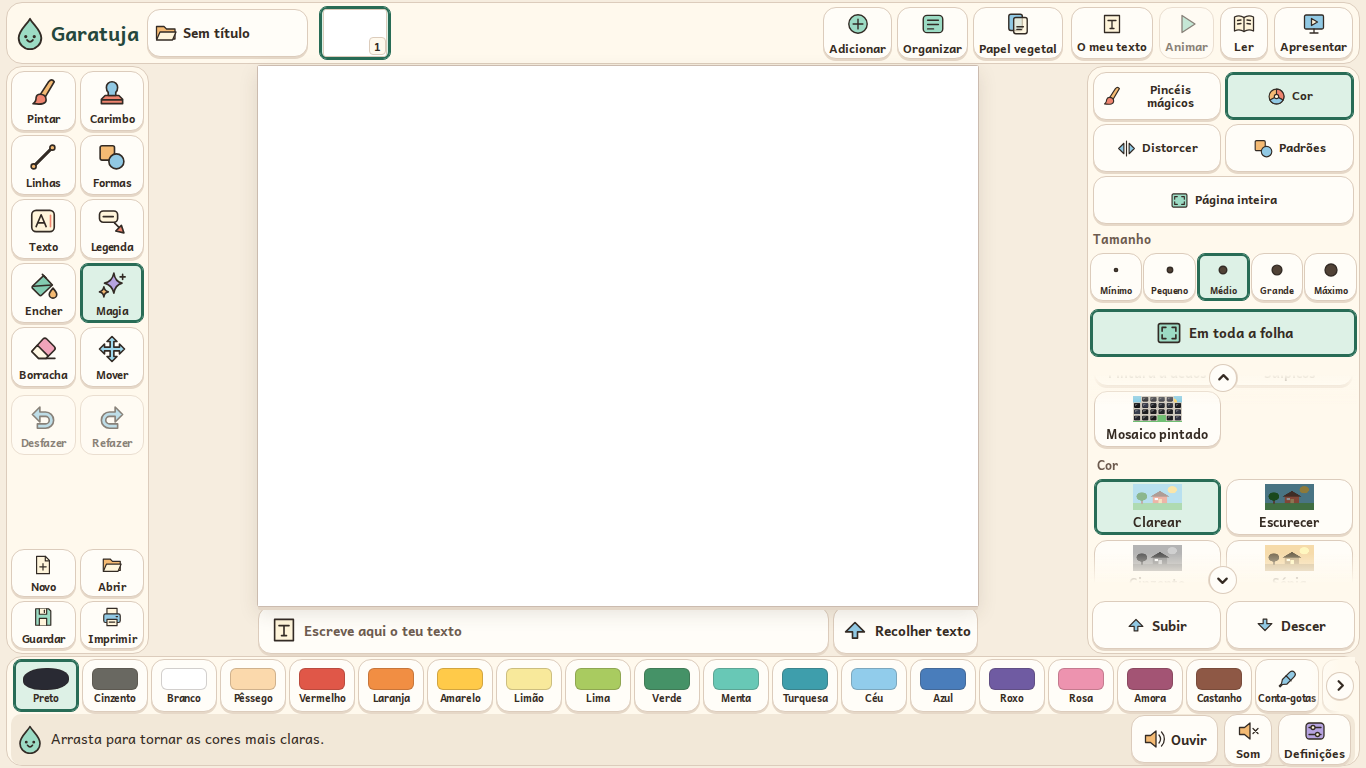 Garatuja
Sem título
1
Adicionar
Organizar
Papel vegetal
O meu texto
Animar
Ler
Apresentar
Pintar
Carimbo
Linhas
Formas
Texto
Legenda
Encher
Magia
Borracha
Mover
Desfazer
Refazer
Novo
Abrir
Guardar
Imprimir
Pincéis
mágicos
Cor
Distorcer
Padrões
Página inteira
Tamanho
Mínimo
Pequeno
Médio
Grande
Máximo
Em toda a folha
Mosaico pintado
Cor
Clarear
Escurecer
Subir
Descer
Escreve aqui o teu texto
Recolher texto
Preto
Cinzento
Branco
Pêssego
Vermelho
Laranja
Amarelo
Limão
Lima
Verde
Menta
Turquesa
Céu
Azul
Roxo
Rosa
Amora
Castanho
Conta-gotas
Arrasta para tornar as cores mais claras.
Ouvir
Som
Definições